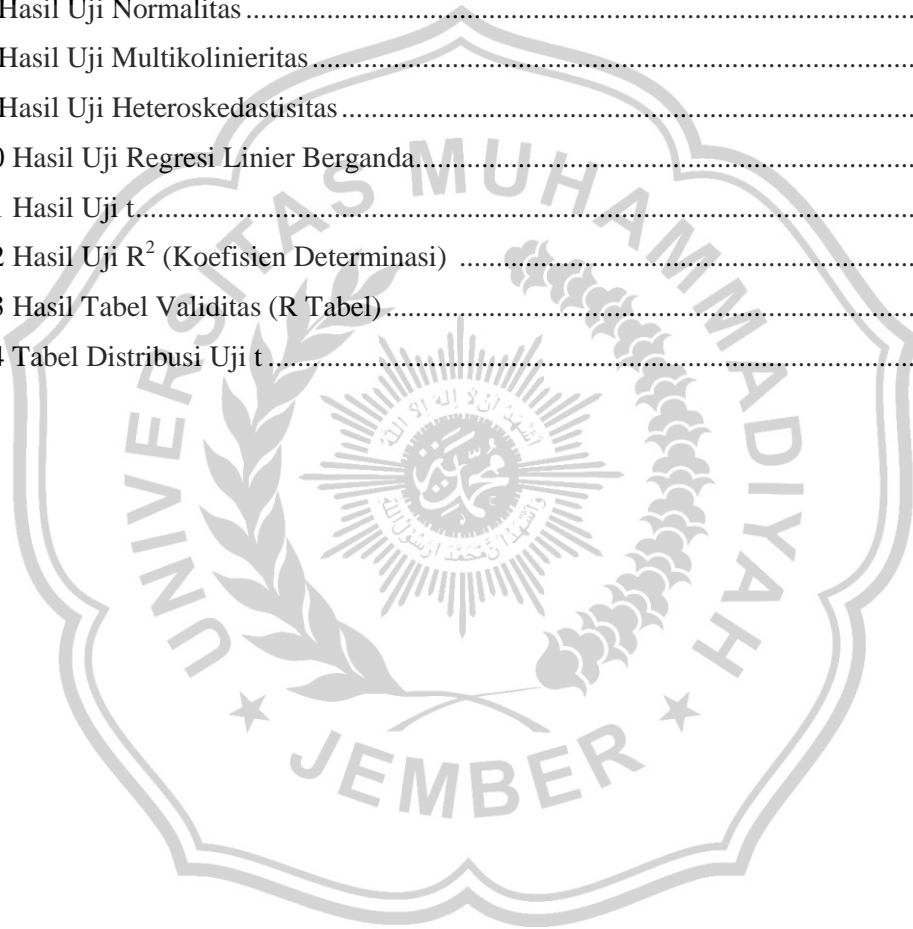 Hasil Uji Normalitas ....................................................................................
Hasil Uji Multikolinieritas ...........................................................................
Hasil Uji Heteroskedastisitas ......................................................................
0 Hasil Uji Regresi Linier Berganda.............................................................
1 Hasil Uji t...................................................................................................
2 Hasil Uji R² (Koefisien Determinasi) ........................................................
3 Hasil Tabel Validitas (R Tabel) ..................................................................
4 Tabel Distribusi Uji t .................................................................................
UNIVERSITAS MUHAMMADIYAH
JEMBER